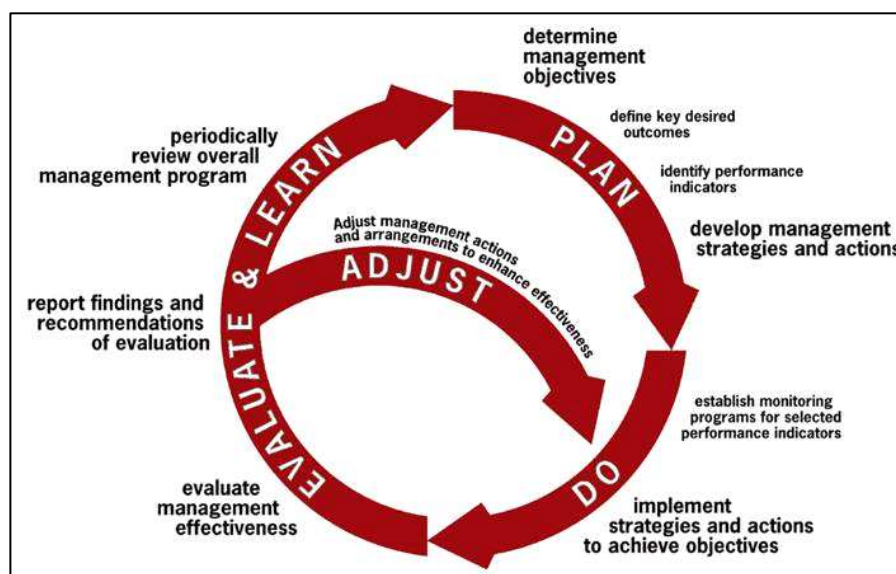 determine
management
objectives
define key desired
outcomes
PLAN
identify performance
indicators
develop management
strategies and actions
establish monitoring
programs for selected
performance indicators
DO
implement
strategies and actions
to achieve objectives
evaluate
management
effectiveness
EVALUATE & LEARN
report findings and
recommendations
of evaluation
periodically
review overall
management program
Adjust management actions
and arrangements to enhance effectiveness
ADJUST